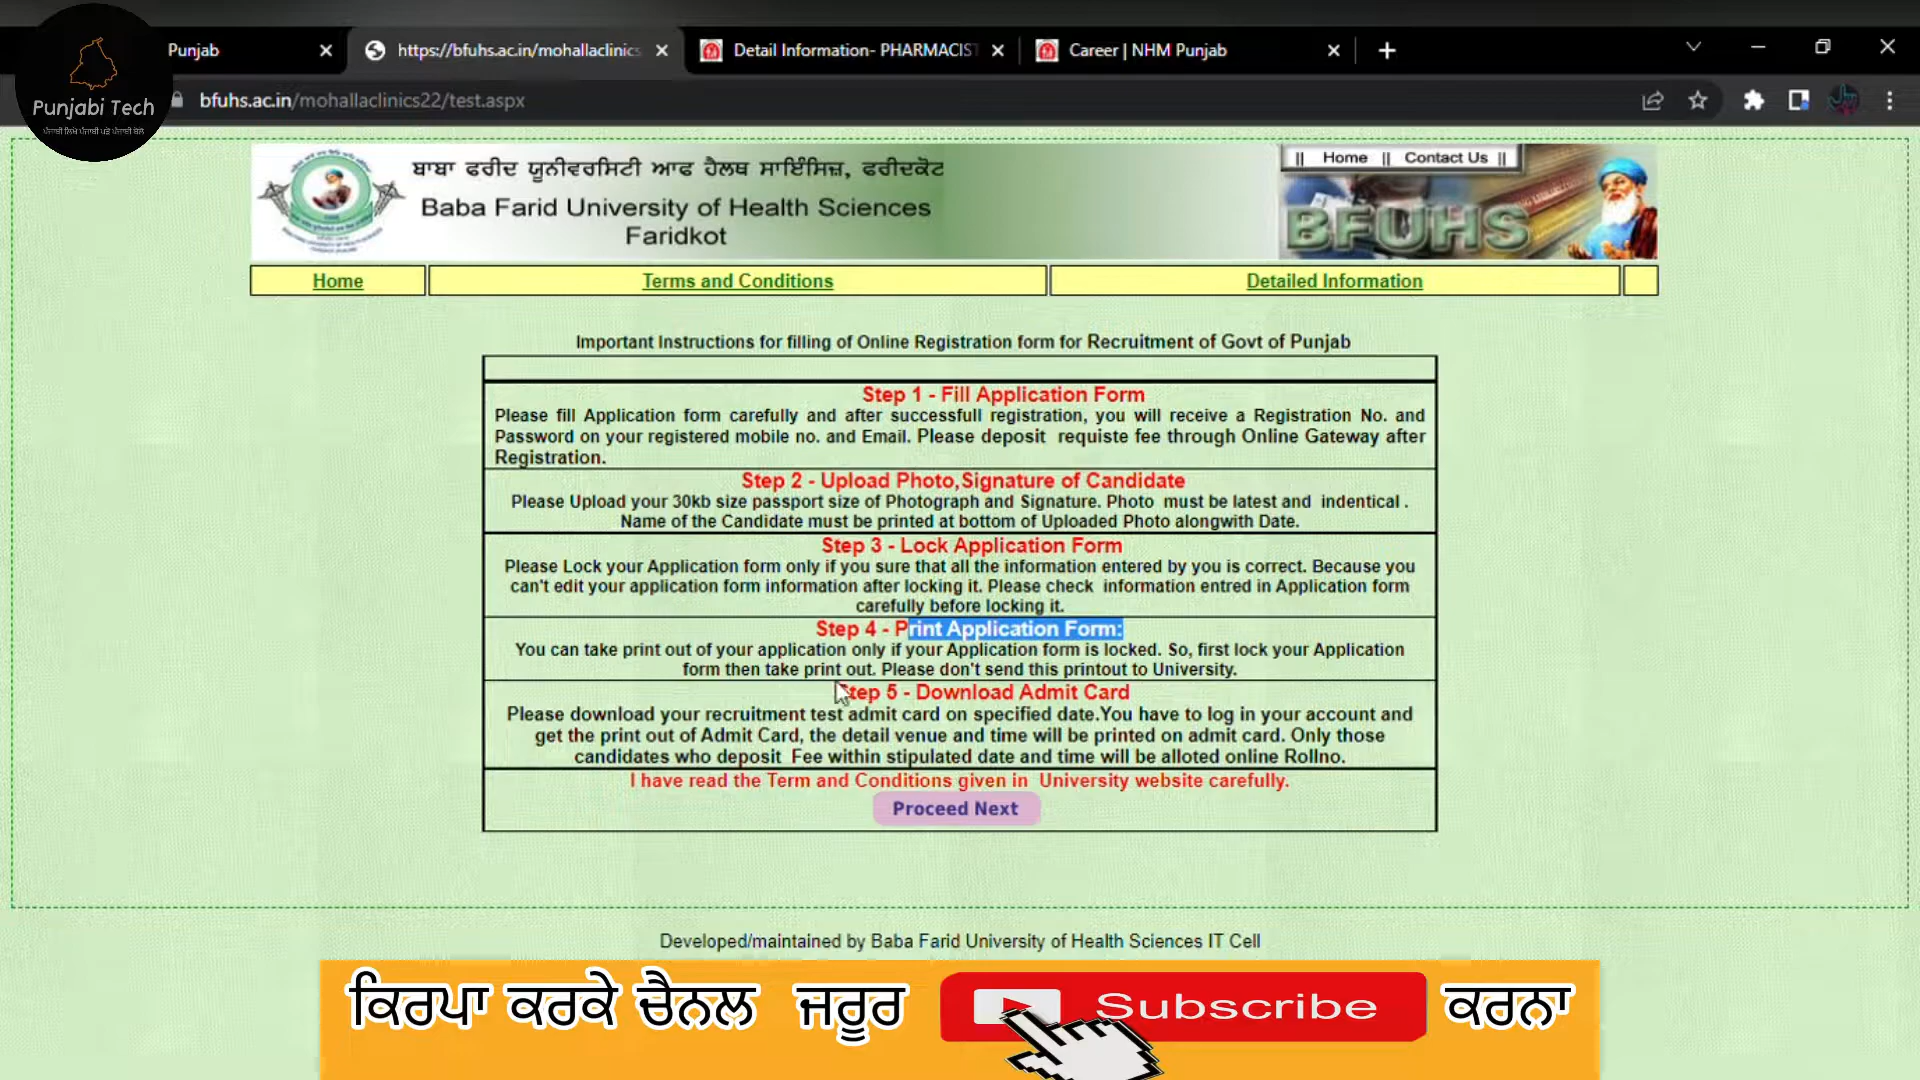 Punjab
https://bfuhs.ac.in/mohallaclinics
Detail Information- PHARMACIST
Career | NHM Punjab
Punjabi Tech
bfuhs.ac.in/mohallaclinics22/test.aspx
ਬਾਬਾ ਫਰੀਦ ਯੂਨੀਵਰਸਿਟੀ ਆਫ ਹੈਲਥ ਸਾਇੰਸਿਜ਼, ਫਰੀਦਕੋਟ
Baba Farid University of Health Sciences
Faridkot
|| Home || Contact Us ||
BFUHS
Home
Terms and Conditions
Detailed Information
Important Instructions for filling of Online Registration form for Recruitment of Govt of Punjab
Step 1 - Fill Application Form
Please fill Application form carefully and after successfull registration, you will receive a Registration No. and
Password on your registered mobile no. and Email. Please deposit requiste fee through Online Gateway after
Registration.
Step 2 - Upload Photo,Signature of Candidate
Please Upload your 30kb size passport size of Photograph and Signature. Photo must be latest and indentical .
Name of the Candidate must be printed at bottom of Uploaded Photo alongwith Date.
Step 3 - Lock Application Form
Please Lock your Application form only if you sure that all the information entered by you is correct. Because you
can't edit your application form information after locking it. Please check information entred in Application form
carefully before locking it.
Step 4 - Print Application Form:
You can take print out of your application only if your Application form is locked. So, first lock your Application
form then take print out. Please don't send this printout to University.
Step 5 - Download Admit Card
Please download your recruitment test admit card on specified date.You have to log in your account and
get the print out of Admit Card, the detail venue and time will be printed on admit card. Only those
candidates who deposit Fee within stipulated date and time will be alloted online Rollno.
I have read the Term and Conditions given in University website carefully.
Proceed Next
Developed/maintained by Baba Farid University of Health Sciences IT Cell
ਕਿਰਪਾ ਕਰਕੇ ਚੈਨਲ ਜਰੂਰ Subscribe ਕਰਨਾ